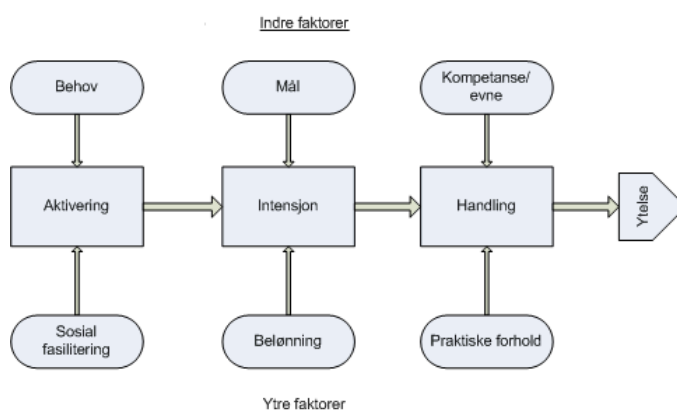 Indre faktorer
Behov
Mål
Kompetanse/
evne
Aktivering
Intensjon
Handling
Ytelse
Sosial
fasilitering
Belønning
Praktiske forhold
Ytre faktorer